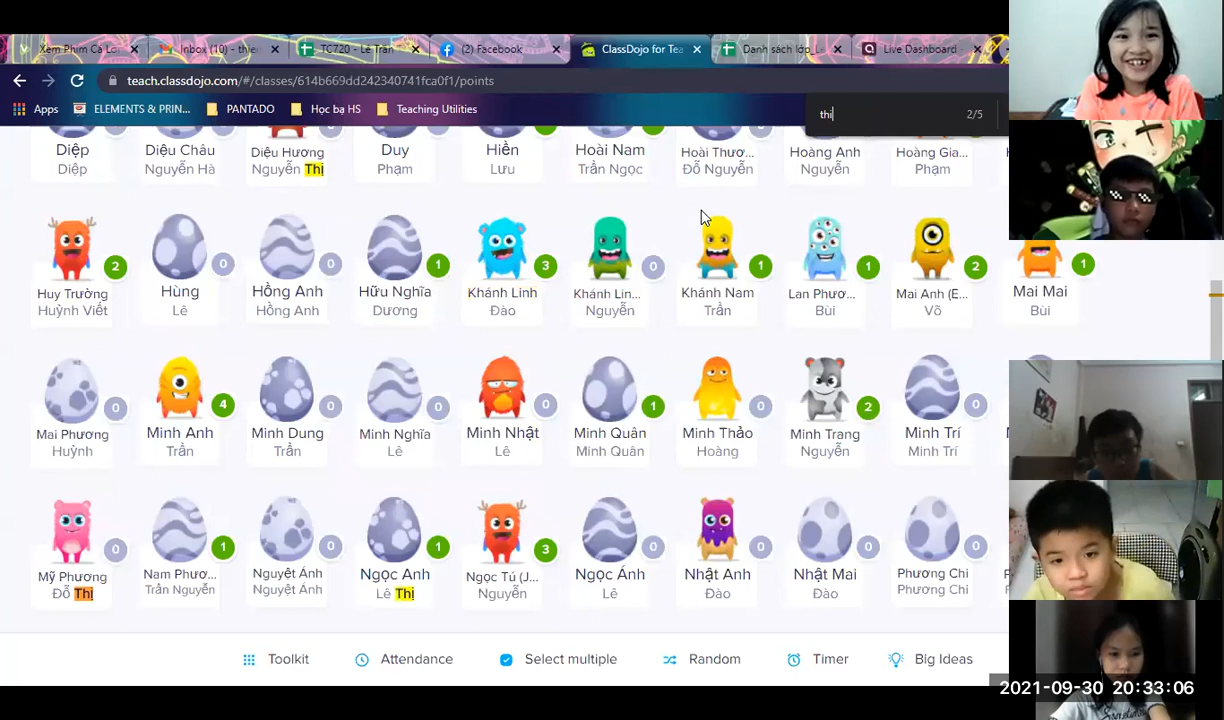 Xem Phim Cả Lo
Inbox (10) - thie
TC720 - Lê Trân
(2) Facebook
ClassDojo for Tea
Danh sách lớp_L
Live Dashboard
teach.classdojo.com/#/classes/614b669dd242340741fca0f1/points
Apps ELEMENTS & PRIN... PANTADO Học bạ HS Teaching Utilities
thi 2/5
Diệp Diệu Châu Diệu Hương Duy Hiền Hoài Nam Hoài Thươ... Hoàng Anh Hoàng Gia...
Diệp Nguyễn Hà Nguyễn Thị Phạm Lưu Trần Ngọc Đỗ Nguyễn Nguyễn Phạm
2 0 0 1 3 0 1 1 2 1
Huy Trường Hùng Hồng Anh Hữu Nghĩa Khánh Linh Khánh Lin... Khánh Nam Lan Phươ... Mai Anh (E... Mai Mai
Huỳnh Viết Lê Hồng Anh Dương Đào Nguyễn Trần Bùi Võ Bùi
0 4 0 0 0 1 0 2 0
Mai Phương Minh Anh Minh Dung Minh Nghĩa Minh Nhật Minh Quân Minh Thảo Minh Trang Minh Trí
Huỳnh Trần Trần Lê Lê Minh Quân Hoàng Nguyễn Minh Trí
0 1 0 1 3 0 0 0 0
Mỹ Phương Nam Phươ... Nguyệt Ánh Ngọc Anh Ngọc Tú (J... Ngọc Ánh Nhật Anh Nhật Mai Phương Chi
Đỗ Thị Trần Nguyễn Nguyệt Ánh Lê Thị Nguyễn Lê Đào Đào Phương Chi
Toolkit Attendance Select multiple Random Timer Big Ideas
2021-09-30 20:33:06